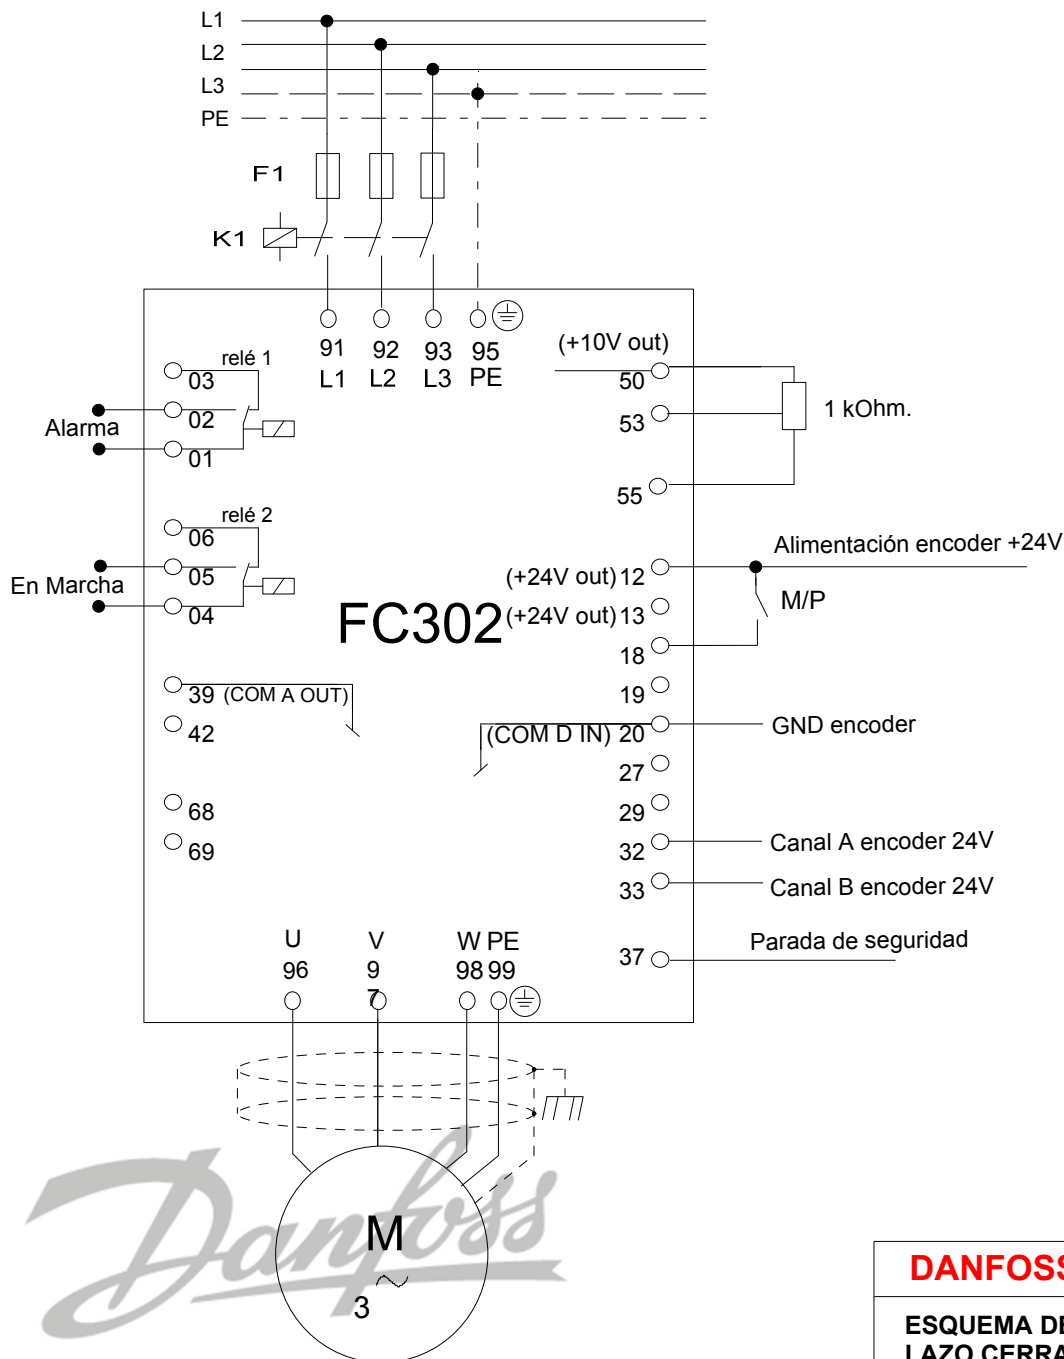 L1
L2
L3
PE
F1
K1
91 92 93 95
L1 L2 L3 PE
(+10V out)
50
53
55
1 kOhm.
03 relé 1
02
01
Alarma
06 relé 2
05
04
En Marcha
FC302
(+24V out) 12
(+24V out) 13
18
19
(COM D IN) 20
27
29
32
33
37
Alimentación encoder +24V
M/P
GND encoder
Canal A encoder 24V
Canal B encoder 24V
Parada de seguridad
39 (COM A OUT)
42
68
69
U V W PE
96 97 98 99
M
3
Danfoss
DANFOSS
ESQUEMA DE
LAZO CERRA